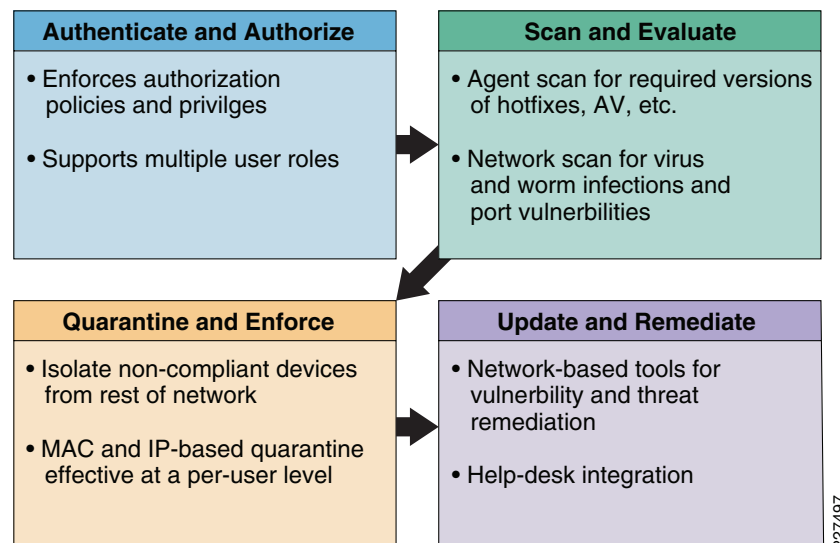 Authenticate and Authorize
• Enforces authorization
policies and privilges
• Supports multiple user roles
Scan and Evaluate
• Agent scan for required versions
of hotfixes, AV, etc.
• Network scan for virus
and worm infections and
port vulnerbilities
Quarantine and Enforce
• Isolate non-compliant devices
from rest of network
• MAC and IP-based quarantine
effective at a per-user level
Update and Remediate
• Network-based tools for
vulnerbility and threat
remediation
• Help-desk integration
227497